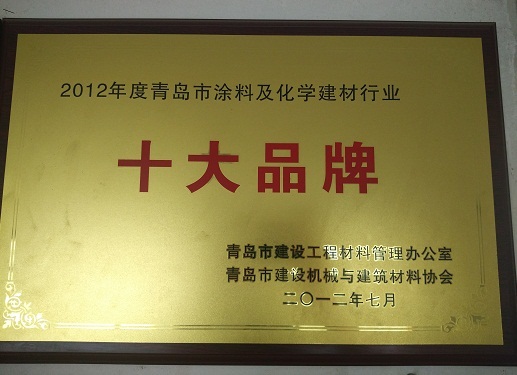 2012年度青岛市涂料及化学建材行业
十大品牌
青岛市建设工程材料管理办公室
青岛市建设机械与建筑材料协会
二〇一二年七月